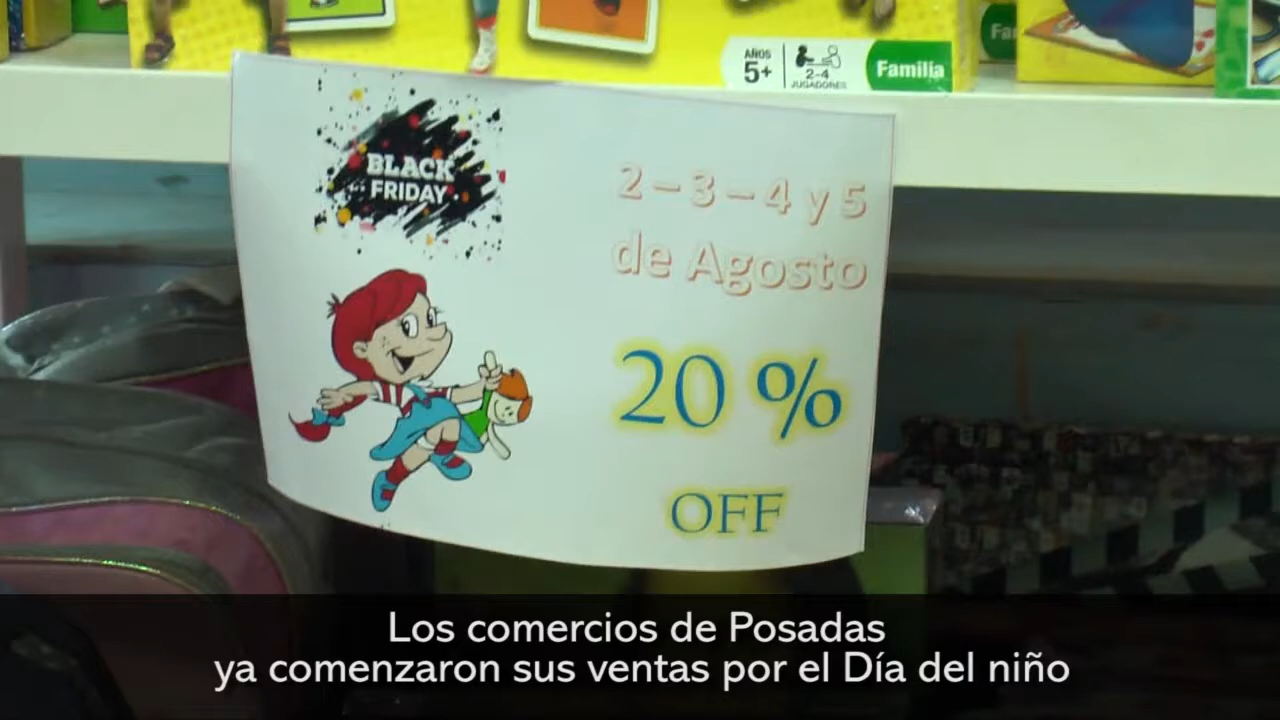 AÑOS
5+
2-4
JUGADORES
Familia
Fa
BLACK
FRIDAY
2 – 3 – 4 y 5
de Agosto
20 %
OFF
Los comercios de Posadas
ya comenzaron sus ventas por el Día del niño